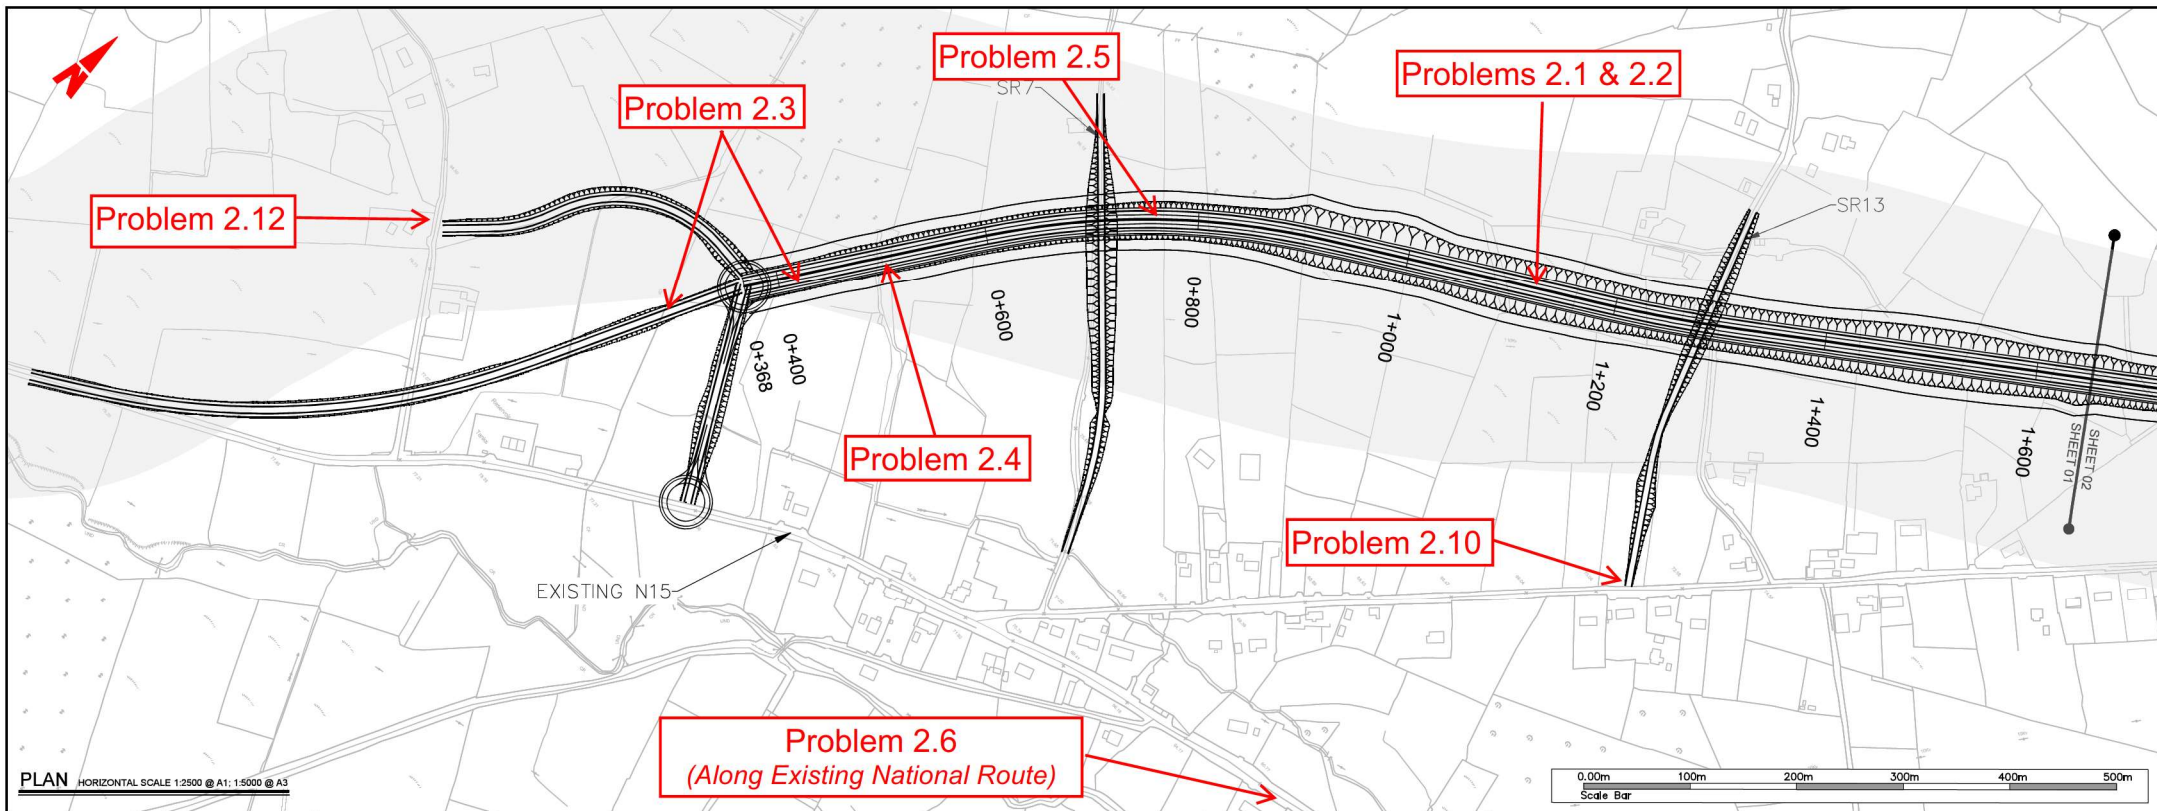 Problem 2.5
Problems 2.1 & 2.2
SR7
Problem 2.3
Problem 2.12
SR13
0+600
0+800
1+000
0+400
0+368
1+200
1+400
1+600
SHEET 02
SHEET 01
Problem 2.4
Problem 2.10
EXISTING N15
Problem 2.6
(Along Existing National Route)
PLAN HORIZONTAL SCALE 1:2500 @ A1; 1:5000 @ A3
0.00m 100m 200m 300m 400m 500m
Scale Bar